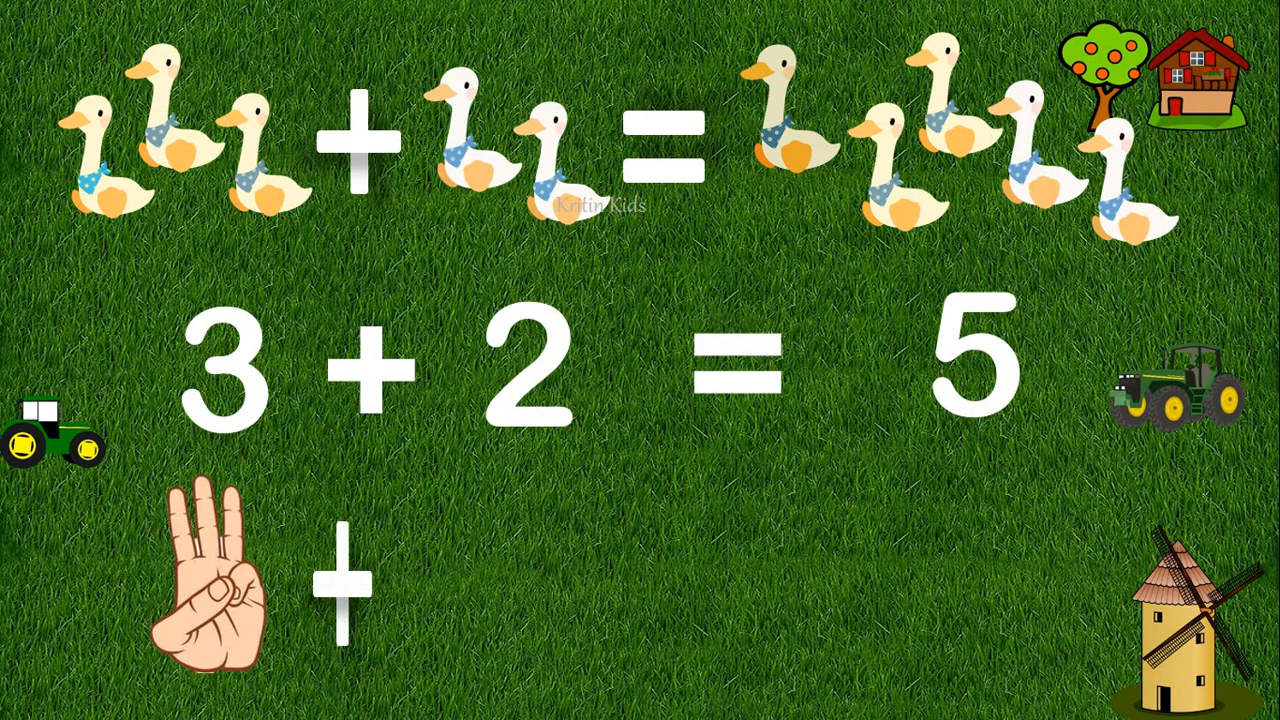 + =
Kritin Kids
3 + 2 = 5
+